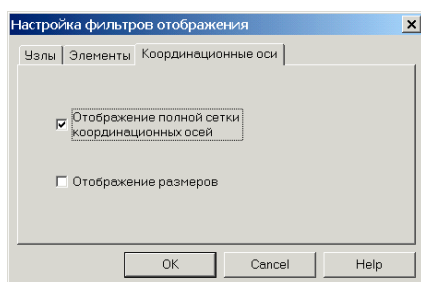 Настройка фильтров отображения
Узлы Элементы Координационные оси
Отображение полной сетки
координационных осей
Отображение размеров
OK Cancel Help